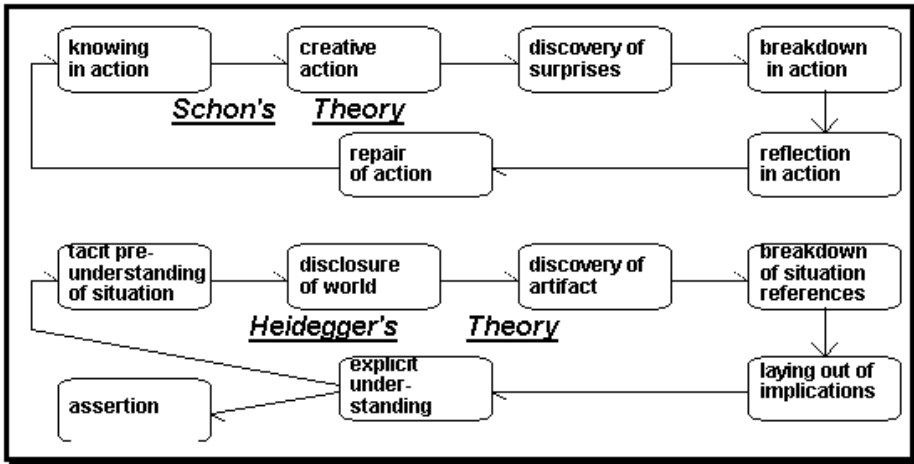 knowing
in action
creative
action
discovery of
surprises
breakdown
in action
Schon's Theory
repair
of action
reflection
in action
tacit pre-
understanding
of situation
disclosure
of world
discovery of
artifact
breakdown
of situation
references
Heidegger's Theory
explicit
under-
standing
laying out of
implications
assertion